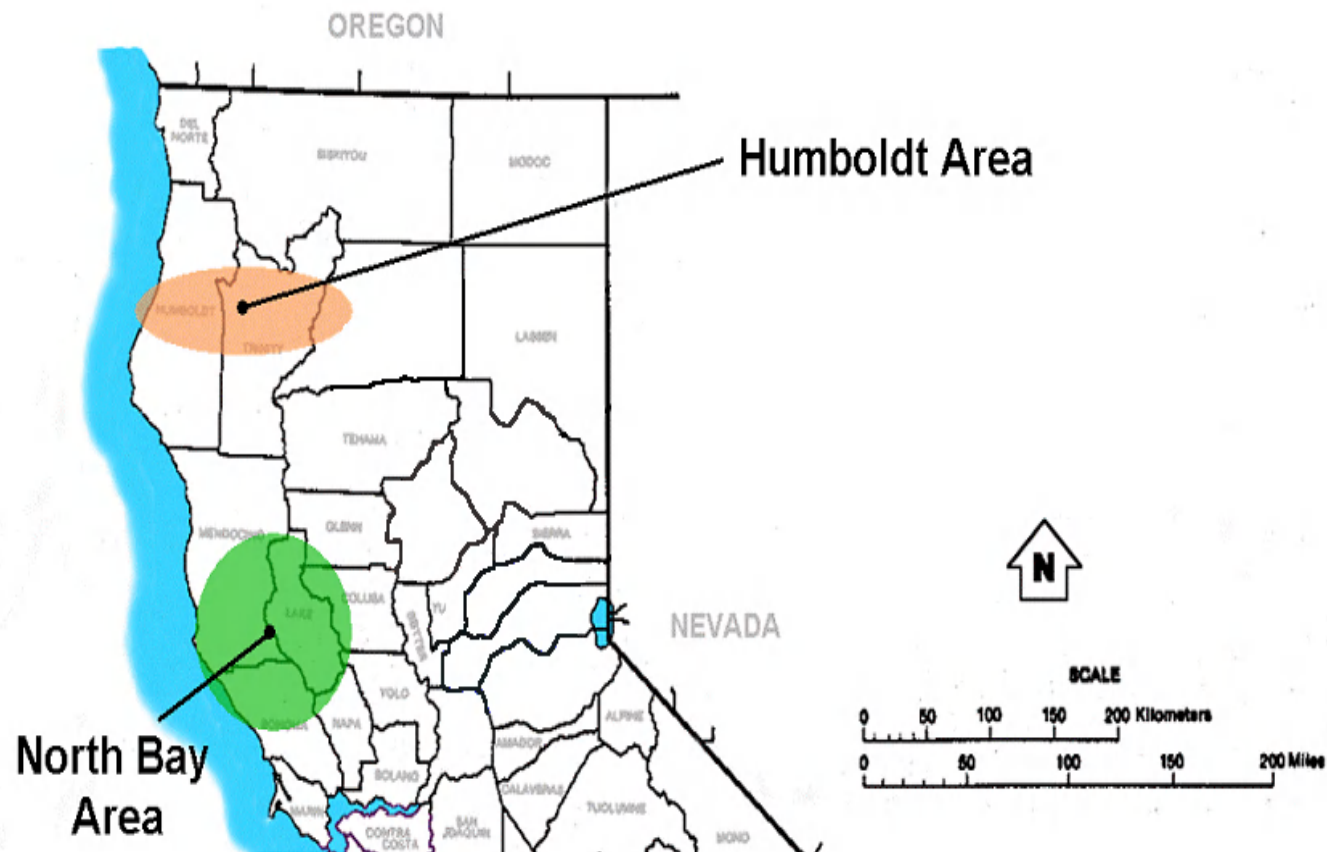 OREGON
DEL
NORTE
SISKIYOU
MODOC
Humboldt Area
HUMBOLDT
TRINITY
LASSEN
TEHAMA
MENDOCINO
GLENN
SIERRA
N
LAKE
COLUSA
SUTTER
YU
NEVADA
SCALE
0 50 100 150 200 Kilometers
0 50 100 150 200 Miles
YOLO
SONOMA
NAPA
ALPINE
North Bay
Area
AMADOR
SOLANO
CALAVERAS
TUOLUMNE
MARIN
CONTRA
COSTA
SAN
JOAQUIN
MONO